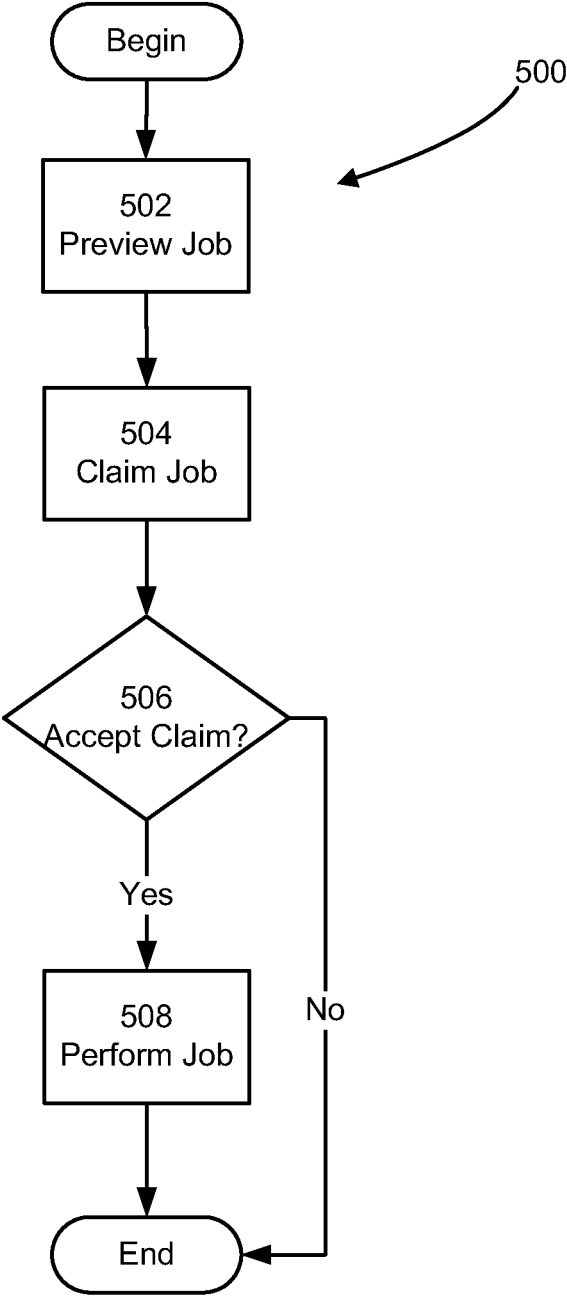 Begin
500
502
Preview Job
504
Claim Job
506
Accept Claim?
Yes
508
Perform Job
No
End